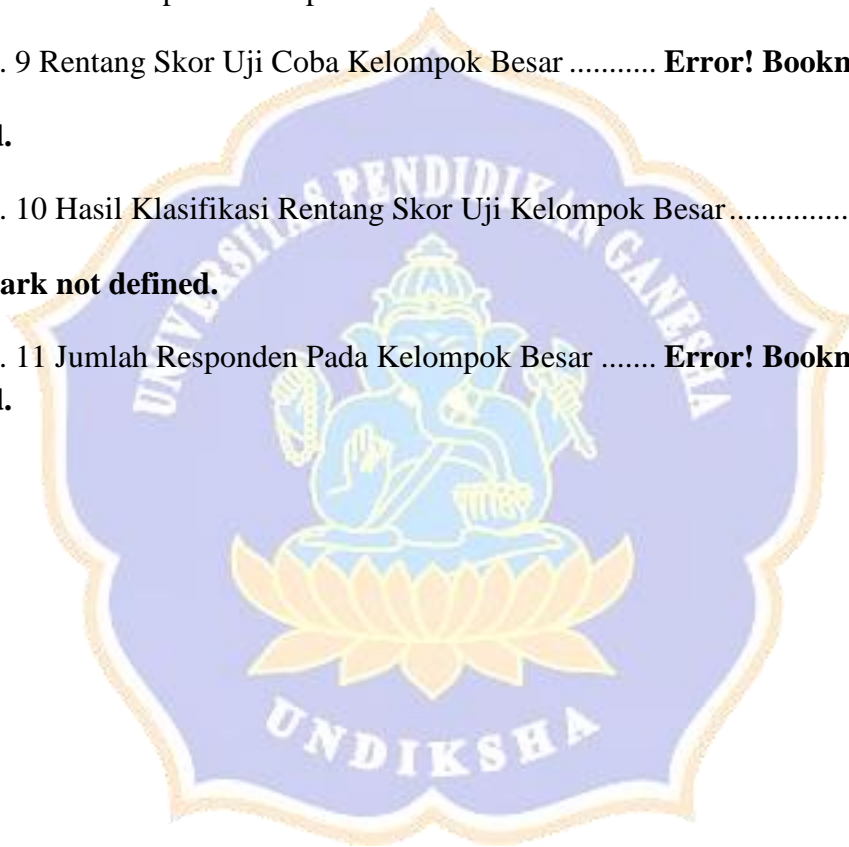 . 9 Rentang Skor Uji Coba Kelompok Besar ........... Error! Bookm
l.
. 10 Hasil Klasifikasi Rentang Skor Uji Kelompok Besar...............
ark not defined.
. 11 Jumlah Responden Pada Kelompok Besar ....... Error! Bookm
l.
UNIVERSITAS PENDIDIKAN GANESHA
UNDIKSHA